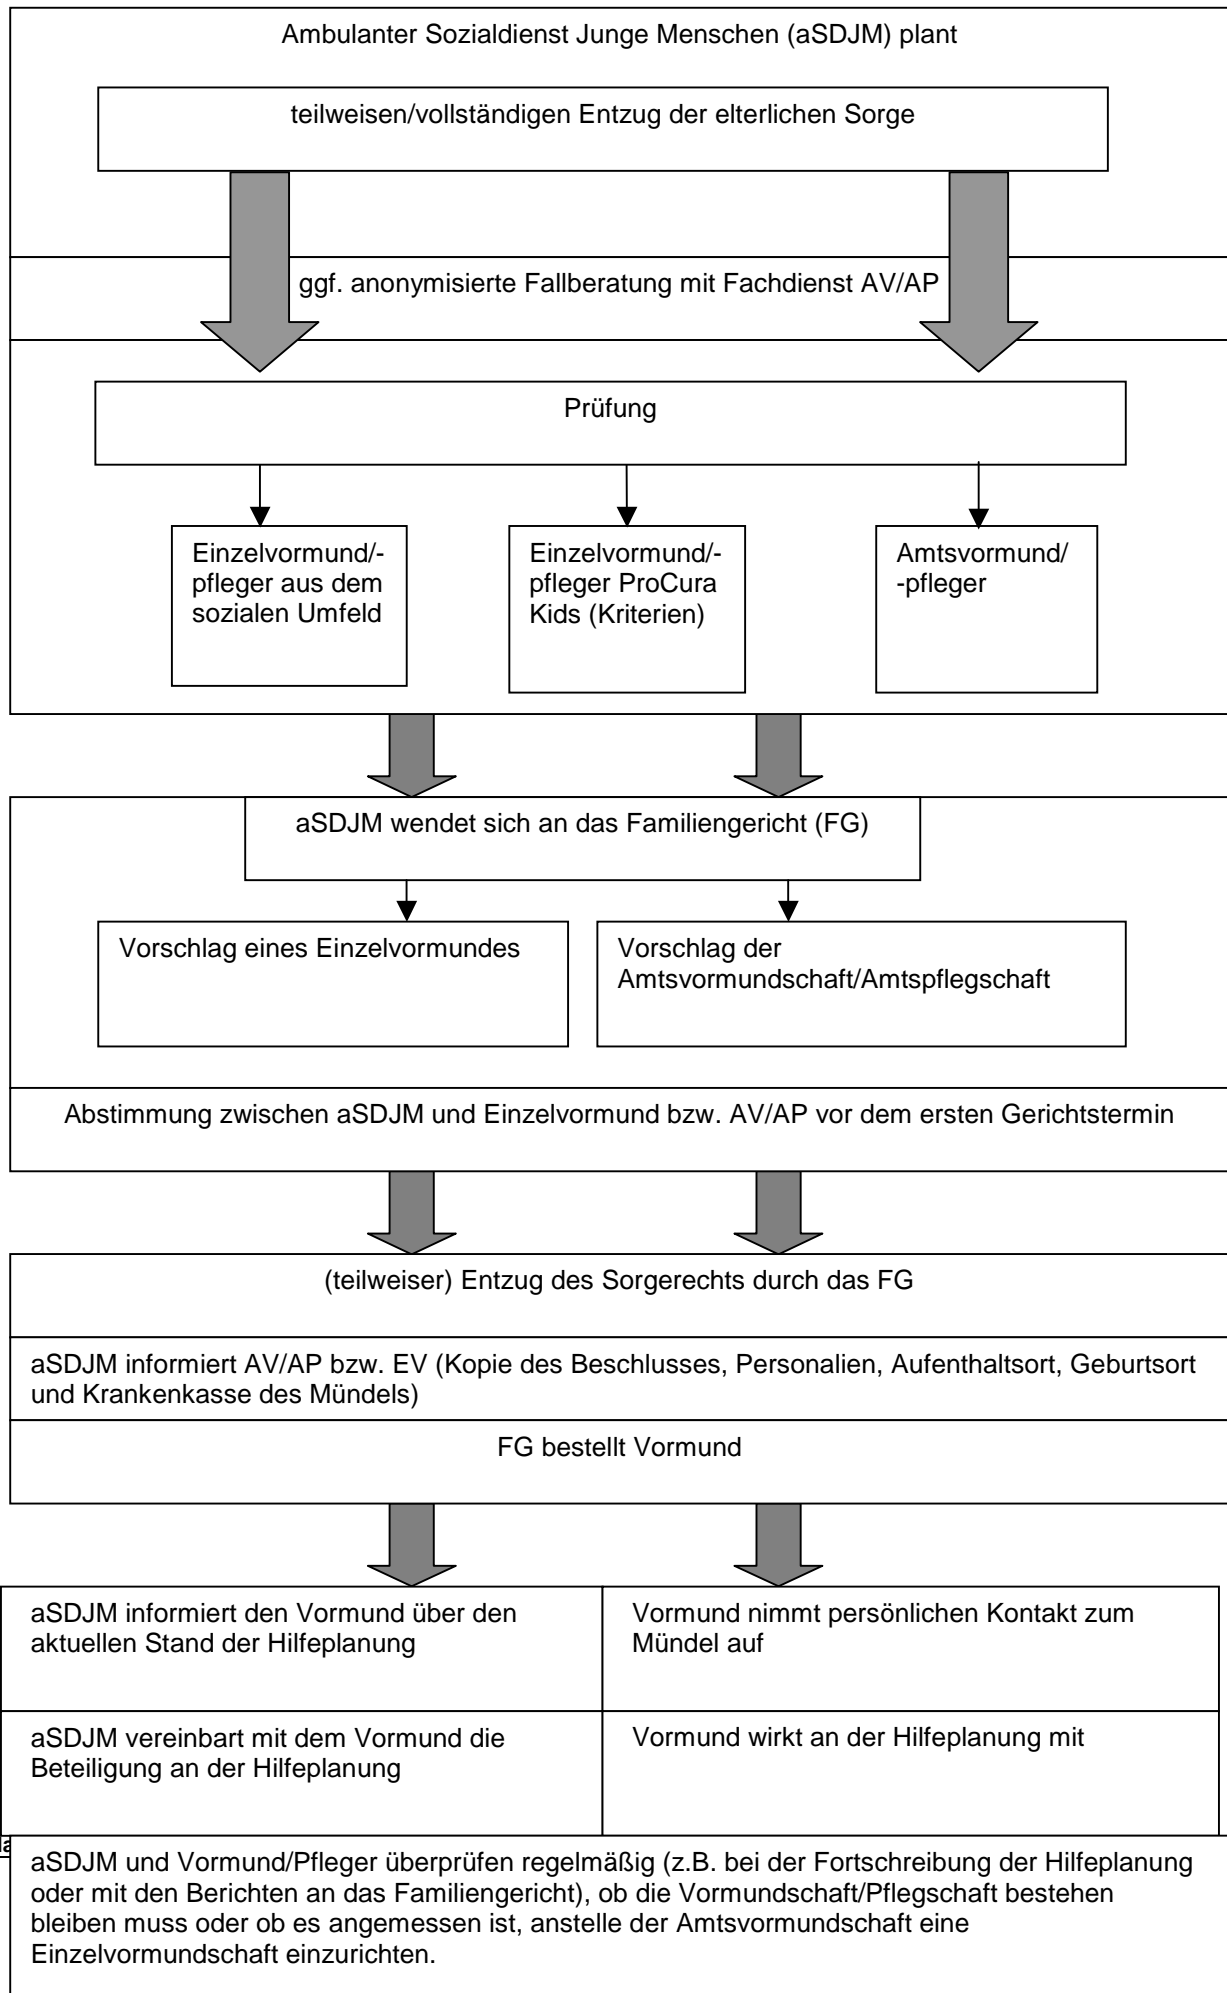 Ambulanter Sozialdienst Junge Menschen (aSDJM) plant
teilweisen/vollständigen Entzug der elterlichen Sorge
ggf. anonymisierte Fallberatung mit Fachdienst AV/AP
Prüfung
Einzelvormund/-
pfleger aus dem
sozialen Umfeld
Einzelvormund/-
pfleger ProCura
Kids (Kriterien)
Amtsvormund/
-pfleger
aSDJM wendet sich an das Familiengericht (FG)
Vorschlag eines Einzelvormundes
Vorschlag der
Amtsvormundschaft/Amtspflegschaft
Abstimmung zwischen aSDJM und Einzelvormund bzw. AV/AP vor dem ersten Gerichtstermin
(teilweiser) Entzug des Sorgerechts durch das FG
aSDJM informiert AV/AP bzw. EV (Kopie des Beschlusses, Personalien, Aufenthaltsort, Geburtsort
und Krankenkasse des Mündels)
FG bestellt Vormund
aSDJM informiert den Vormund über den
aktuellen Stand der Hilfeplanung
Vormund nimmt persönlichen Kontakt zum
Mündel auf
aSDJM vereinbart mit dem Vormund die
Beteiligung an der Hilfeplanung
Vormund wirkt an der Hilfeplanung mit
aSDJM und Vormund/Pfleger überprüfen regelmäßig (z.B. bei der Fortschreibung der Hilfeplanung
oder mit den Berichten an das Familiengericht), ob die Vormundschaft/Pflegschaft bestehen
bleiben muss oder ob es angemessen ist, anstelle der Amtsvormundschaft eine
Einzelvormundschaft einzurichten.